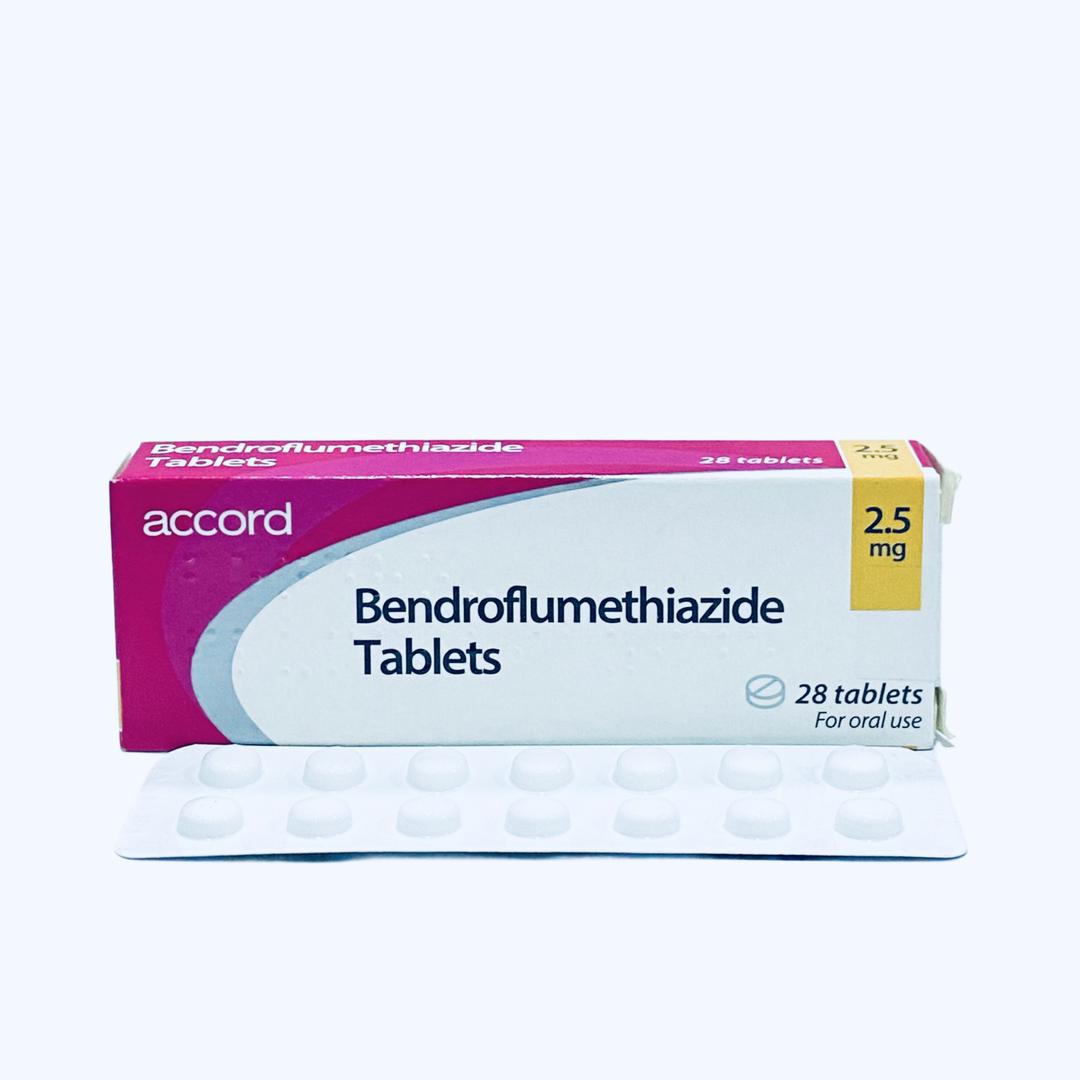 Bendroflumethiazide
Tablets
28 tablets
2.5
mg
accord
2.5
mg
Bendroflumethiazide
Tablets
28 tablets
For oral use